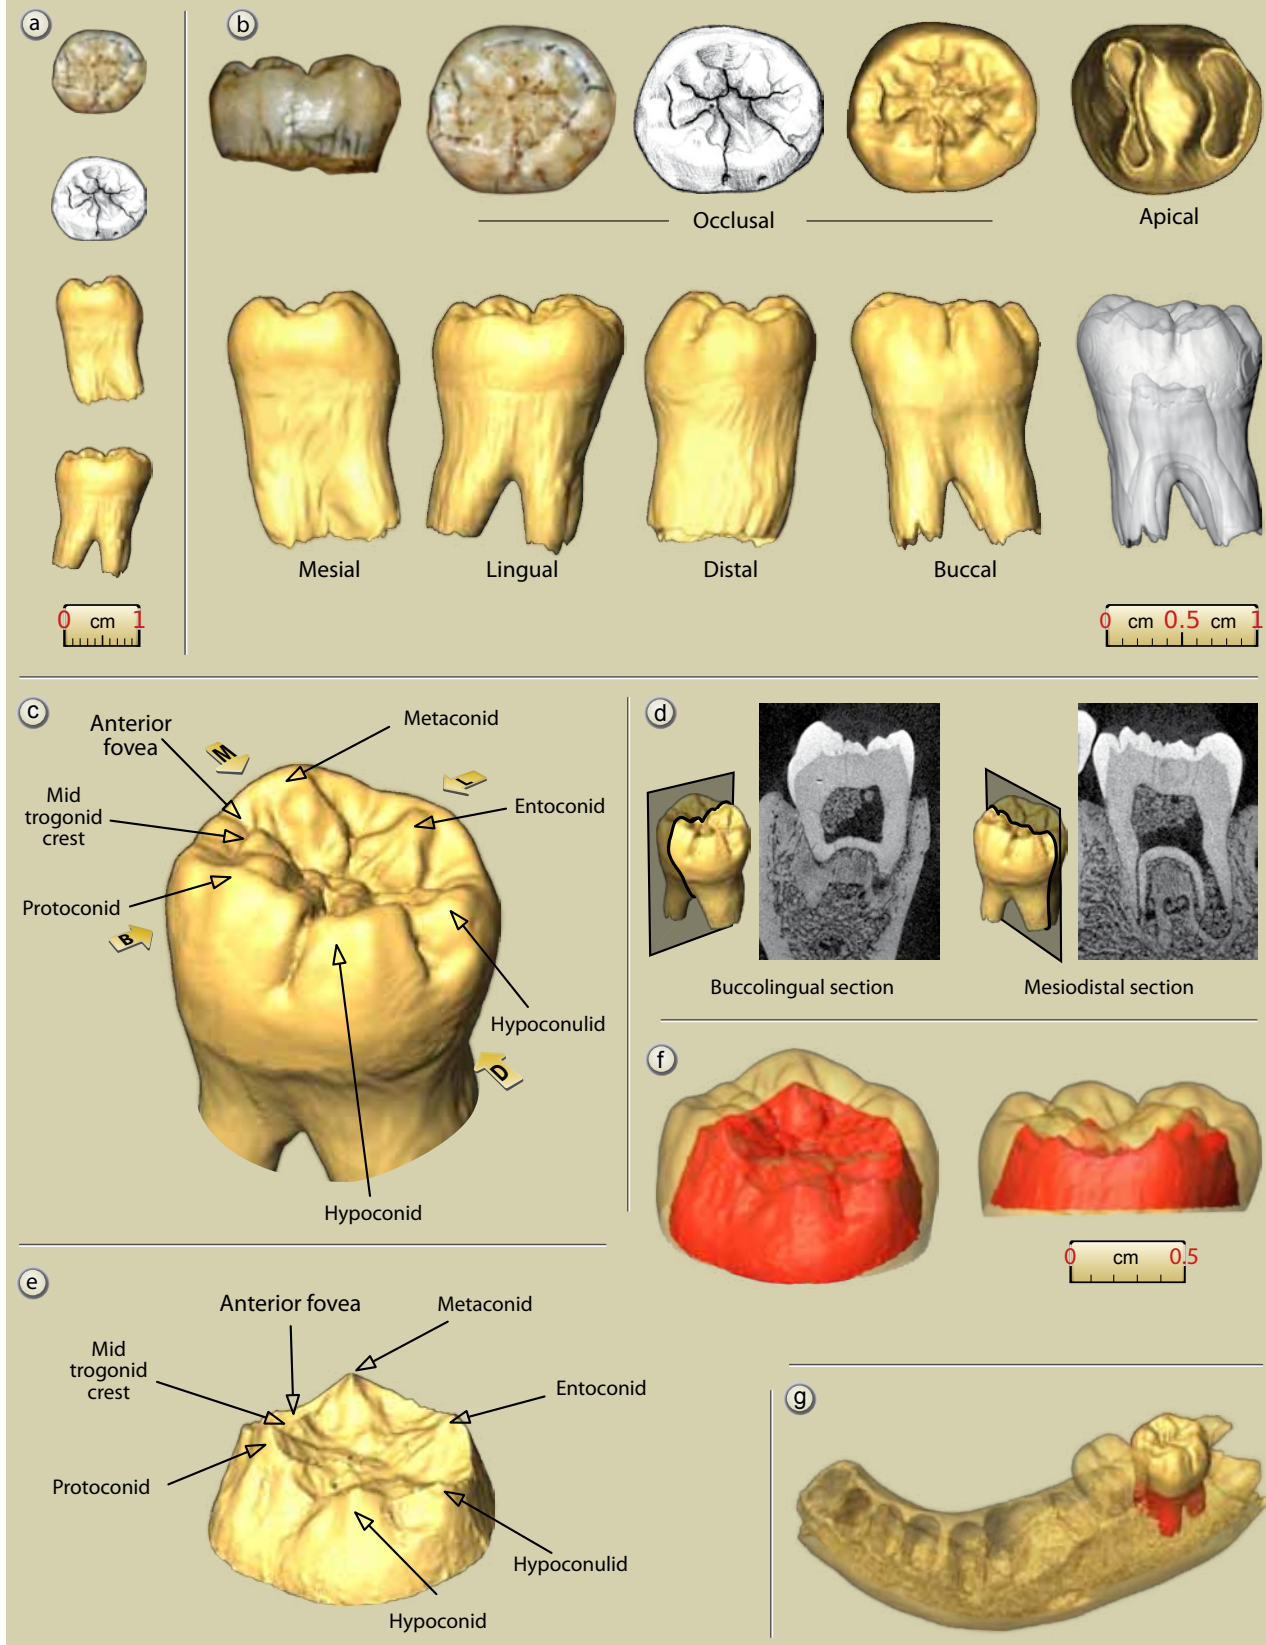 a
b
Occlusal
Apical
Mesial
Lingual
Distal
Buccal
0 cm 1
0 cm 0.5 cm 1
c
Anterior
fovea
Metaconid
M
L
Mid
trogonid
crest
Entoconid
Protoconid
B
Hypoconulid
D
Hypoconid
d
Buccolingual section
Mesiodistal section
f
0 cm 0.5
e
Anterior fovea
Metaconid
Mid
trogonid
crest
Entoconid
Protoconid
Hypoconulid
Hypoconid
g